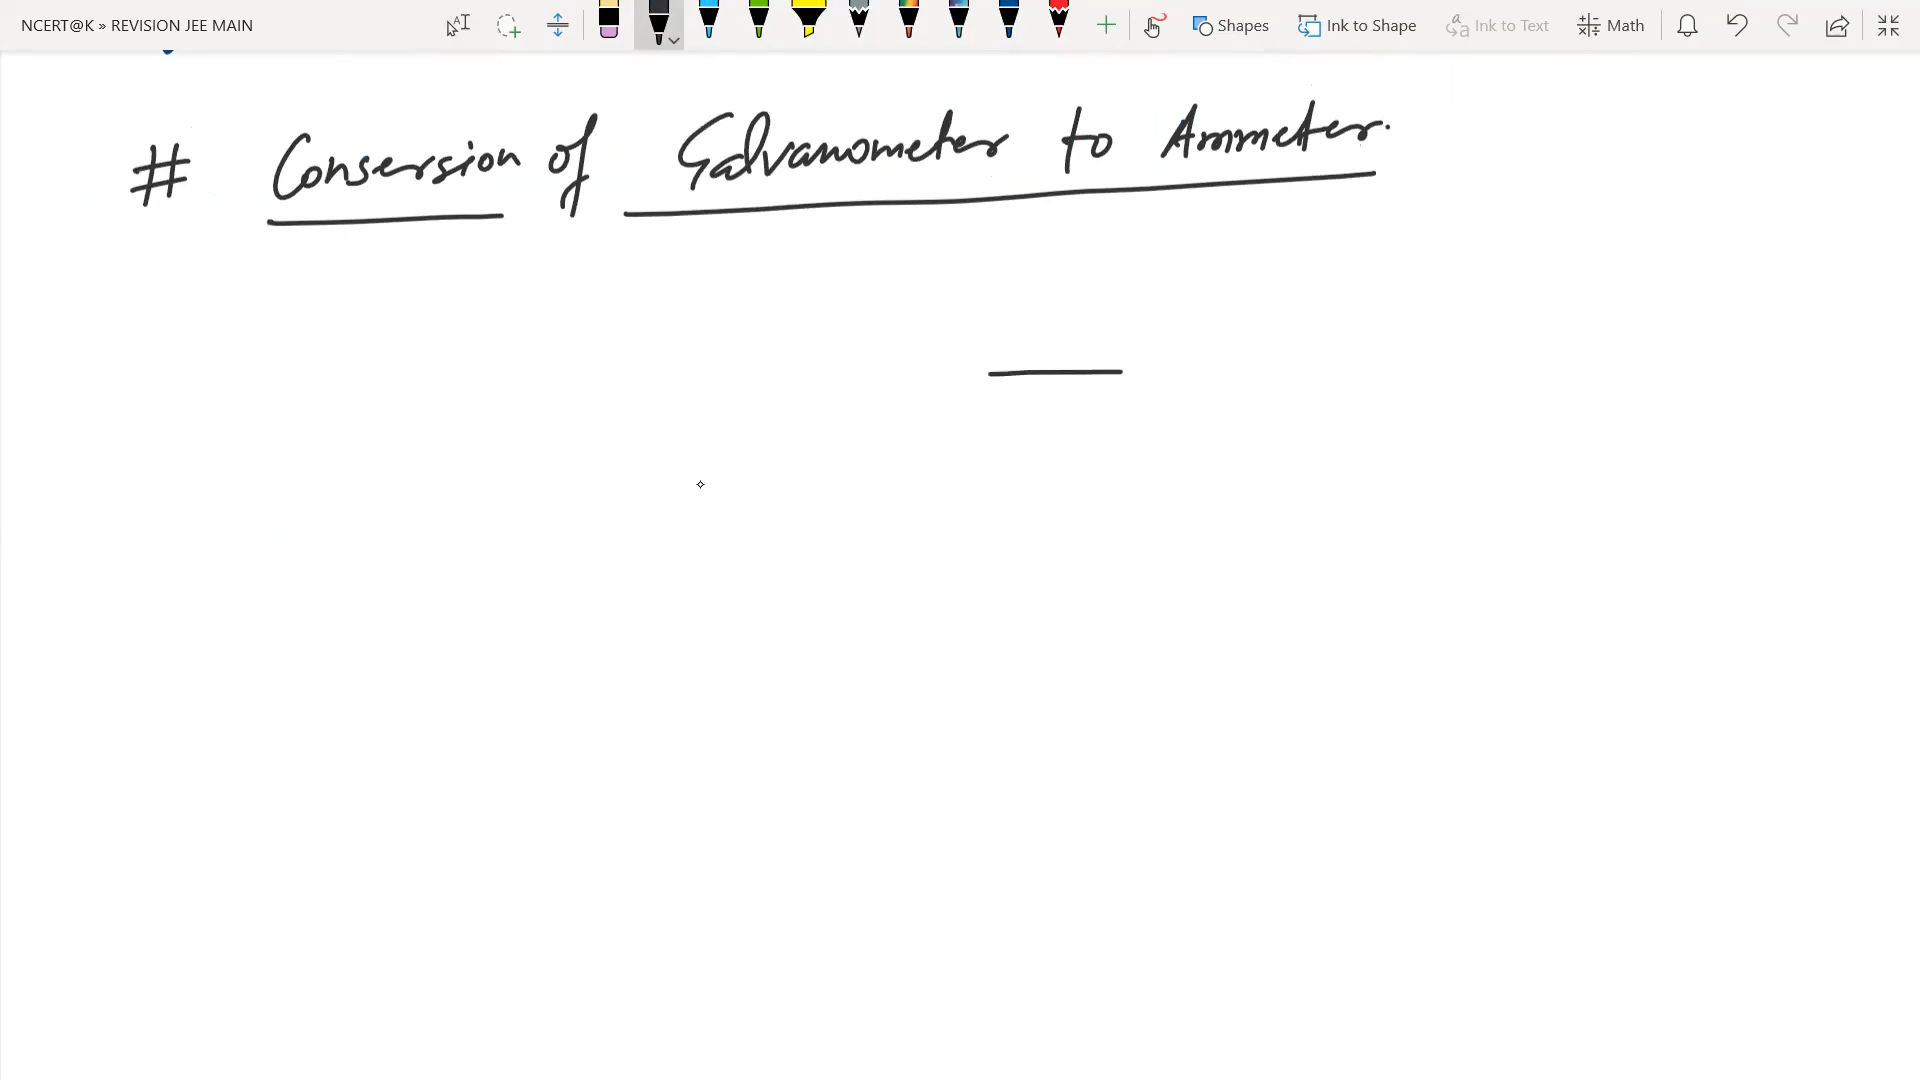 NCERT@K » REVISION JEE MAIN
Shapes
Ink to Shape
Ink to Text
Math
# Conversion of Galvanometer to Ammeter.